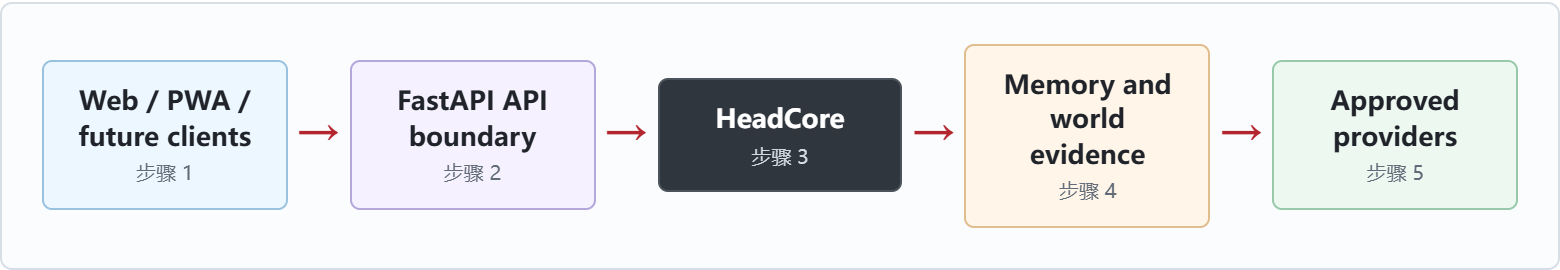 Web / PWA /
future clients
步骤 1
FastAPI API
boundary
步骤 2
HeadCore
步骤 3
Memory and
world
evidence
步骤 4
Approved
providers
步骤 5